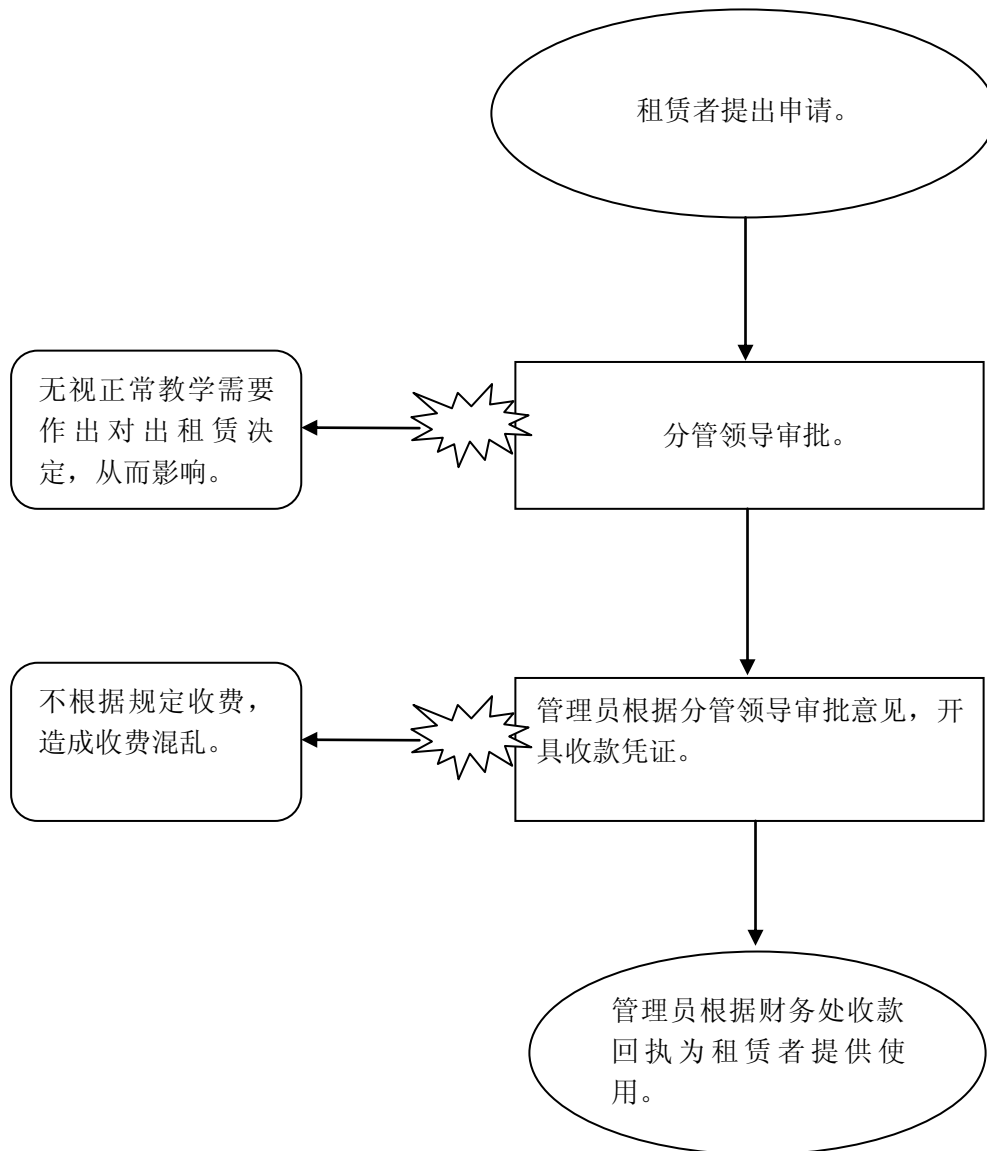 租赁者提出申请。
无视正常教学需要
作出对出租赁决
定，从而影响。
分管领导审批。
不根据规定收费，
造成收费混乱。
管理员根据分管领导审批意见，开
具收款凭证。
管理员根据财务处收款
回执为租赁者提供使
用。